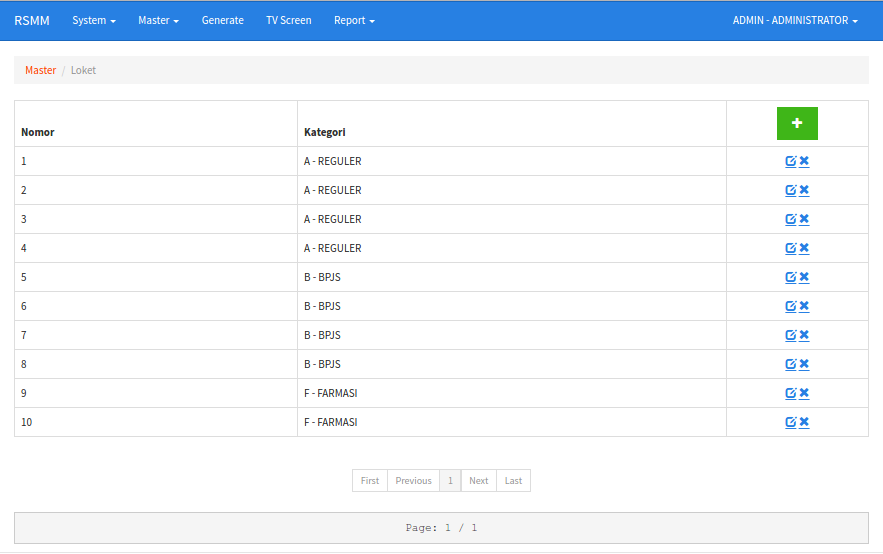 RSMM System Master Generate TV Screen Report ADMIN - ADMINISTRATOR
Master / Loket
Nomor Kategori
1 A - REGULER
2 A - REGULER
3 A - REGULER
4 A - REGULER
5 B - BPJS
6 B - BPJS
7 B - BPJS
8 B - BPJS
9 F - FARMASI
10 F - FARMASI
First Previous 1 Next Last
Page: 1 / 1